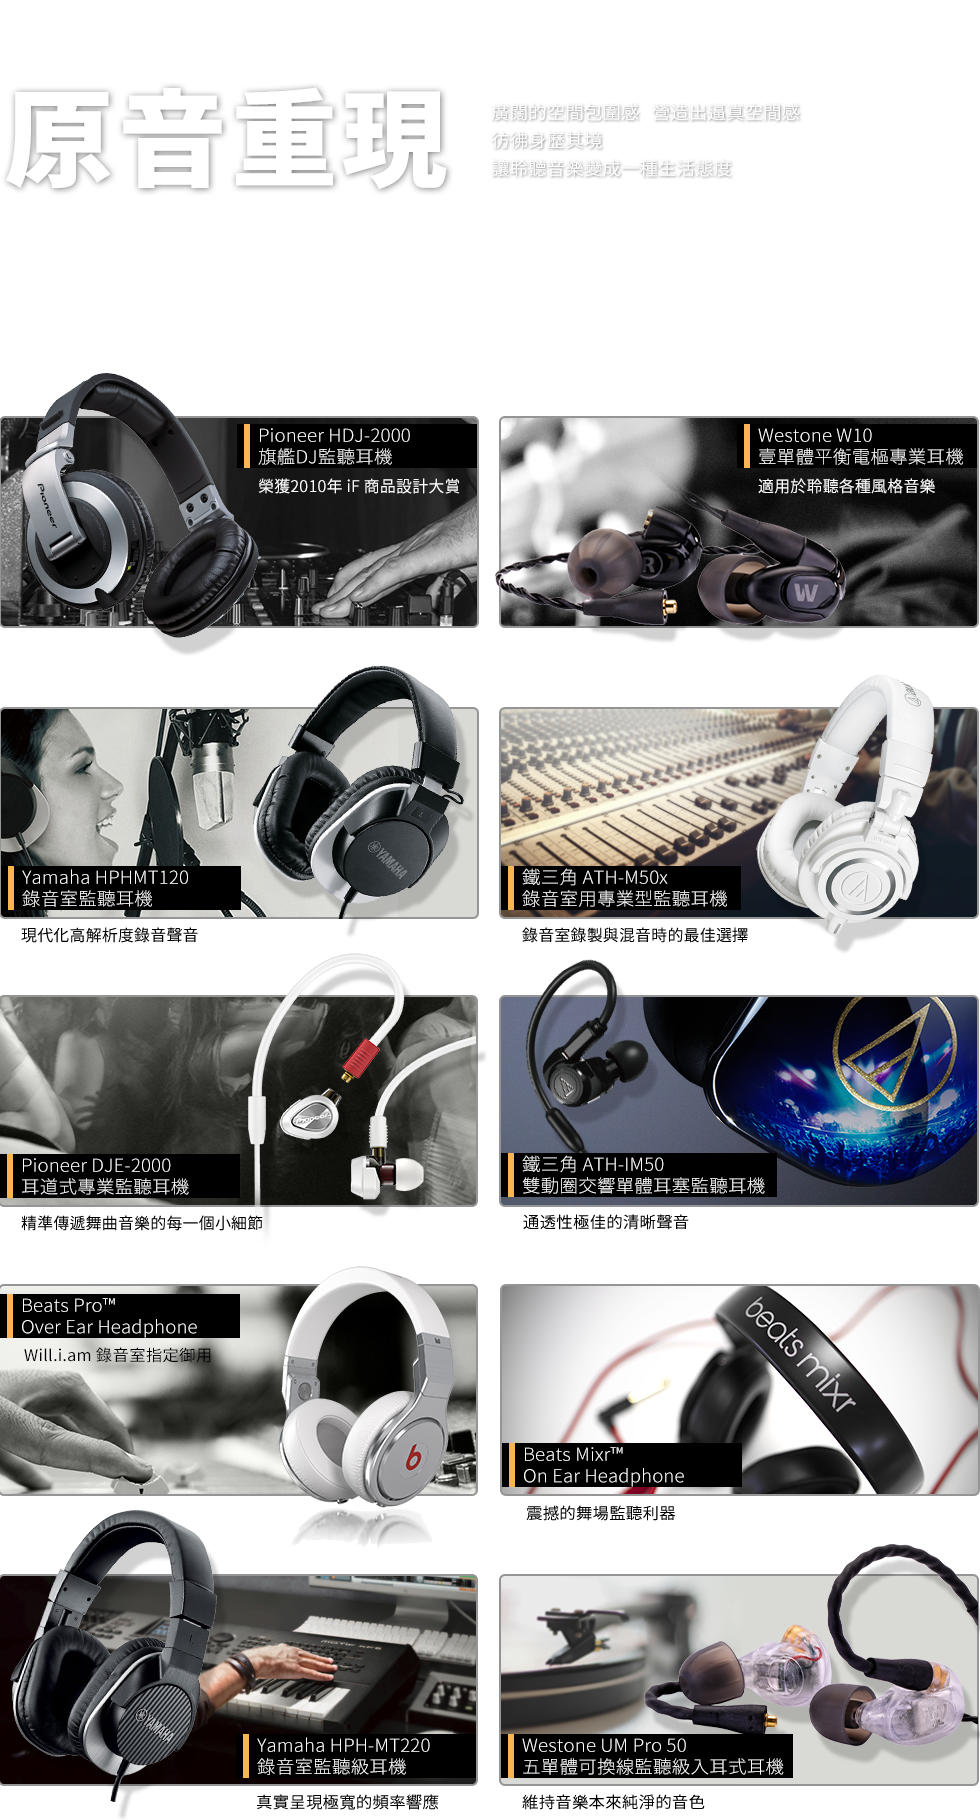 原音重現
廣闊的空間包圍感 營造出逼真空間感
彷彿身歷其境
讓聆聽音樂變成一種生活態度
Pioneer HDJ-2000
旗艦DJ監聽耳機
榮獲2010年 iF 商品設計大賞
Pioneer
Westone W10
壹單體平衡電樞專業耳機
適用於聆聽各種風格音樂
R
W
YAMAHA
Yamaha HPHMT120
錄音室監聽耳機
現代化高解析度錄音聲音
鐵三角 ATH-M50x
錄音室用專業型監聽耳機
錄音室錄製與混音時的最佳選擇
Pioneer DJE-2000
耳道式專業監聽耳機
精準傳遞舞曲音樂的每一個小細節
鐵三角 ATH-IM50
雙動圈交響單體耳塞監聽耳機
通透性極佳的清晰聲音
Beats Pro™
Over Ear Headphone
Will.i.am 錄音室指定御用
b
beats mixr
Beats Mixr™
On Ear Headphone
震撼的舞場監聽利器
YAMAHA
Yamaha HPH-MT220
錄音室監聽級耳機
真實呈現極寬的頻率響應
Westone UM Pro 50
五單體可換線監聽級入耳式耳機
維持音樂本來純淨的音色